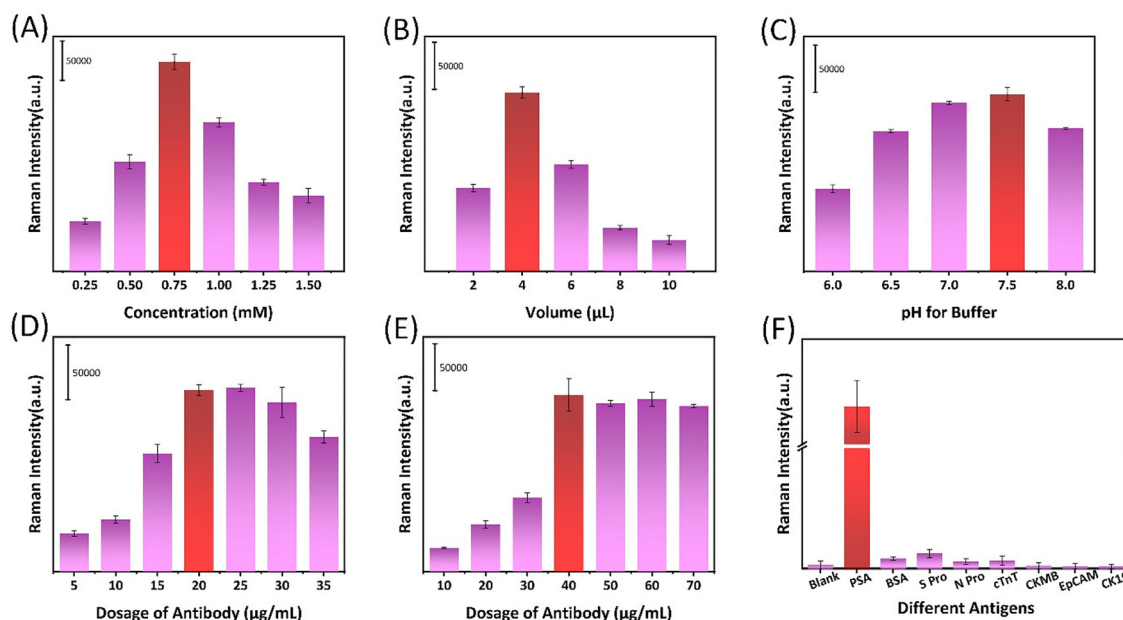 (A)
50000
Raman Intensity(a.u.)
0.25 0.50 0.75 1.00 1.25 1.50
Concentration (mM)
(B)
50000
Raman Intensity(a.u.)
2 4 6 8 10
Volume (μL)
(C)
50000
Raman Intensity(a.u.)
6.0 6.5 7.0 7.5 8.0
pH for Buffer
(D)
50000
Raman Intensity(a.u.)
5 10 15 20 25 30 35
Dosage of Antibody (μg/mL)
(E)
50000
Raman Intensity(a.u.)
10 20 30 40 50 60 70
Dosage of Antibody (μg/mL)
(F)
Raman Intensity(a.u.)
Blank PSA BSA S Pro N Pro cTnT CKMB EpCAM
Different Antigens